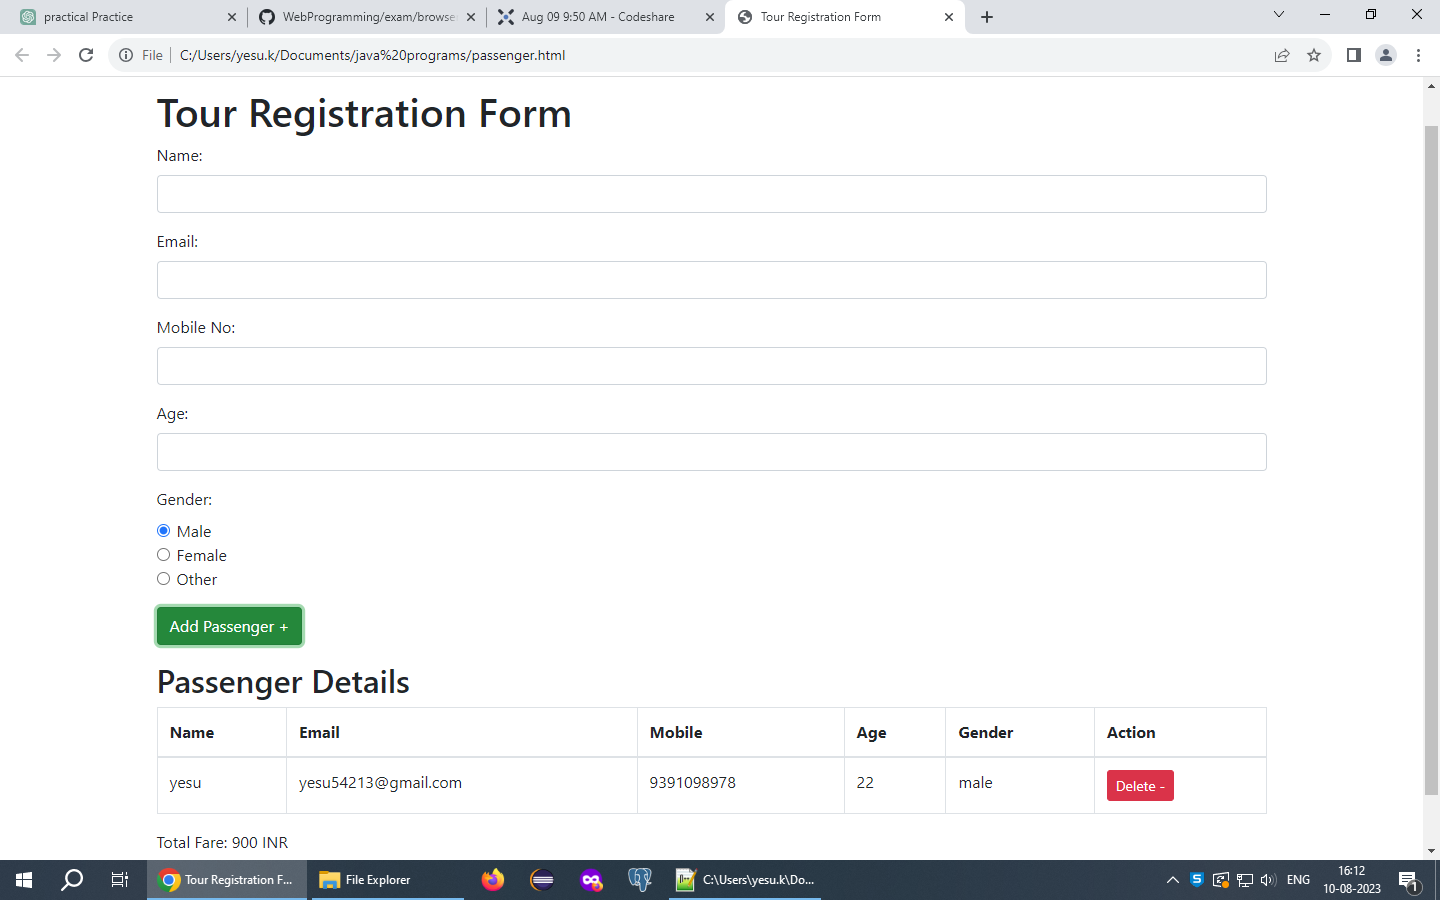 practical Practice
WebProgramming/exam/browse
Aug 09 9:50 AM - Codeshare
Tour Registration Form
File
C:/Users/yesu.k/Documents/java%20programs/passenger.html
Tour Registration Form
Name:
Email:
Mobile No:
Age:
Gender:
Male
Female
Other
Add Passenger +
Passenger Details
Name Email Mobile Age Gender Action
yesu yesu54213@gmail.com 9391098978 22 male Delete -
Total Fare: 900 INR
Tour Registration F...
File Explorer
C:\Users\yesu.k\Do...
ENG
16:12
10-08-2023
1